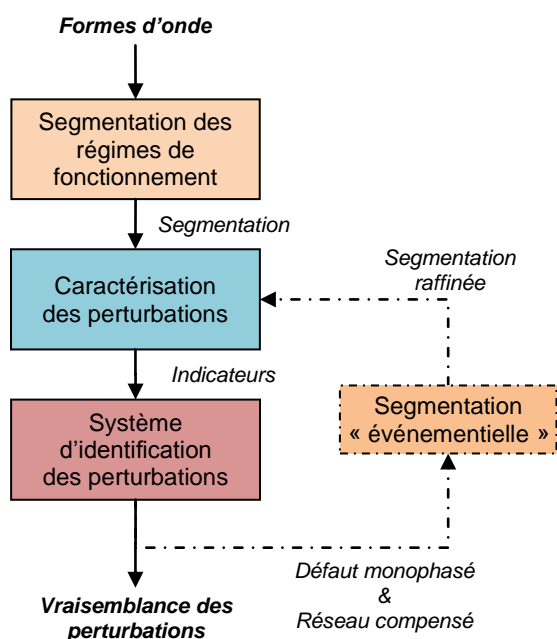 Formes d'onde
Segmentation des
régimes de
fonctionnement
Segmentation
Caractérisation
des perturbations
Segmentation
raffinée
Indicateurs
Système
d'identification
des perturbations
Segmentation
« événementielle »
Défaut monophasé
&
Réseau compensé
Vraisemblance des
perturbations